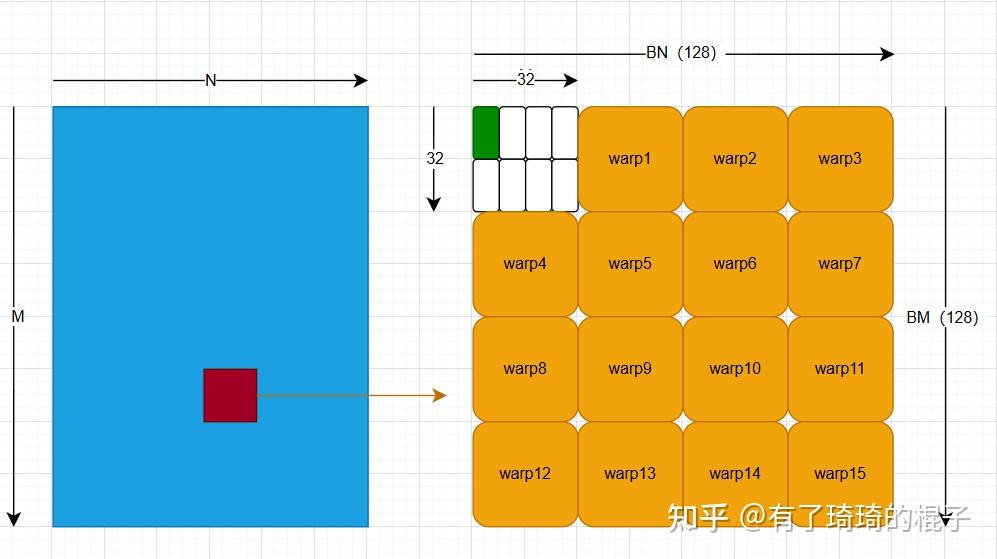 BN（128）
N
32
32
warp1
warp2
warp3
warp4
warp5
warp6
warp7
M
BM（128）
warp8
warp9
warp10
warp11
warp12
warp13
warp14
warp15
知乎 @有了琦琦的棍子